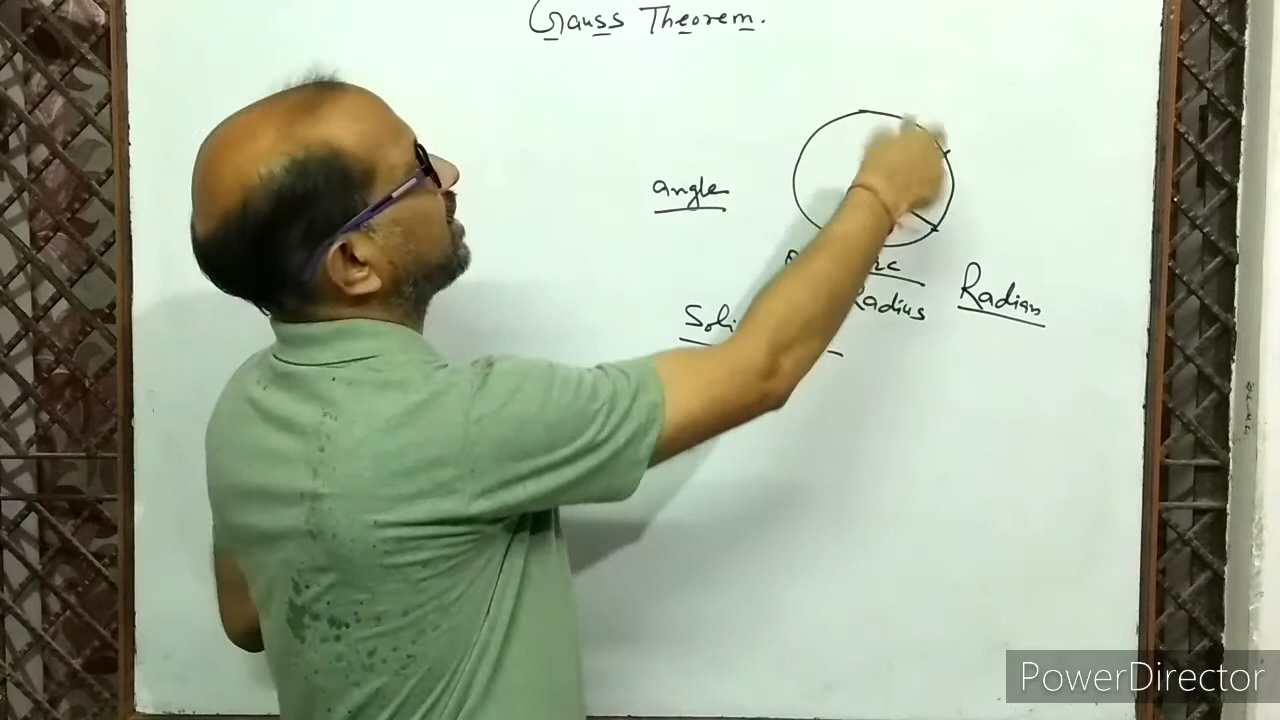 Gauss Theorem.
angle
Radius
Radian
PowerDirector